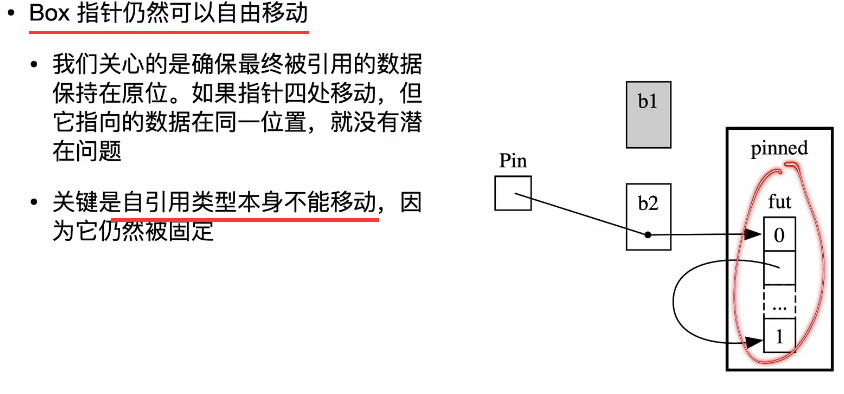 • Box 指针仍然可以自由移动
• 我们关心的是确保最终被引用的数据
保持在原位。如果指针四处移动，但
它指向的数据在同一位置，就没有潜
在问题
• 关键是自引用类型本身不能移动，因
为它仍然被固定
b1
pinned
Pin
b2
fut
0
...
1